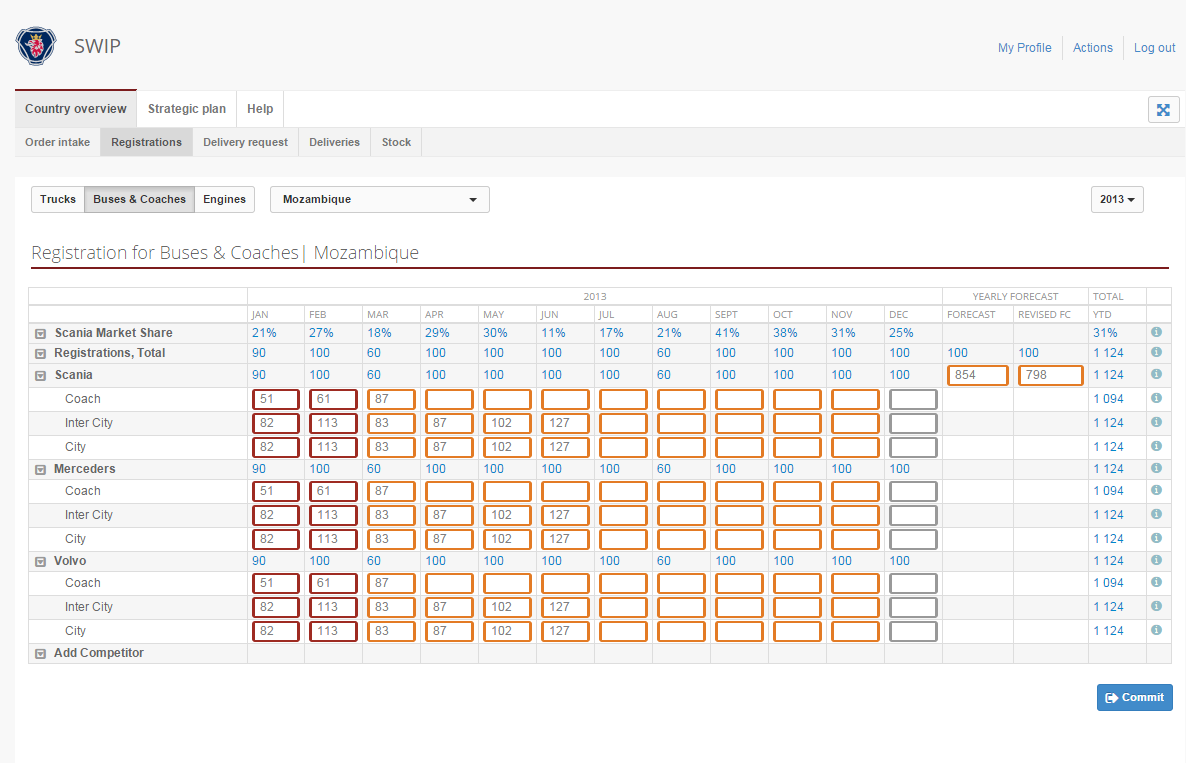 SWIP
My Profile Actions Log out
Country overview Strategic plan Help
Order intake Registrations Delivery request Deliveries Stock
Trucks Buses & Coaches Engines Mozambique 2013
Registration for Buses & Coaches| Mozambique
2013 YEARLY FORECAST TOTAL
JAN FEB MAR APR MAY JUN JUL AUG SEPT OCT NOV DEC FORECAST REVISED FC YTD
Scania Market Share 21% 27% 18% 29% 30% 11% 17% 21% 41% 38% 31% 25% 31%
Registrations, Total 90 100 60 100 100 100 100 60 100 100 100 100 100 100 1 124
Scania 90 100 60 100 100 100 100 60 100 100 100 100 854 798 1 124
Coach 51 61 87 1 094
Inter City 82 113 83 87 102 127 1 124
City 82 113 83 87 102 127 1 124
Merceders 90 100 60 100 100 100 100 60 100 100 100 100 1 124
Coach 51 61 87 1 094
Inter City 82 113 83 87 102 127 1 124
City 82 113 83 87 102 127 1 124
Volvo 90 100 60 100 100 100 100 60 100 100 100 100 1 124
Coach 51 61 87 1 094
Inter City 82 113 83 87 102 127 1 124
City 82 113 83 87 102 127 1 124
Add Competitor
Commit